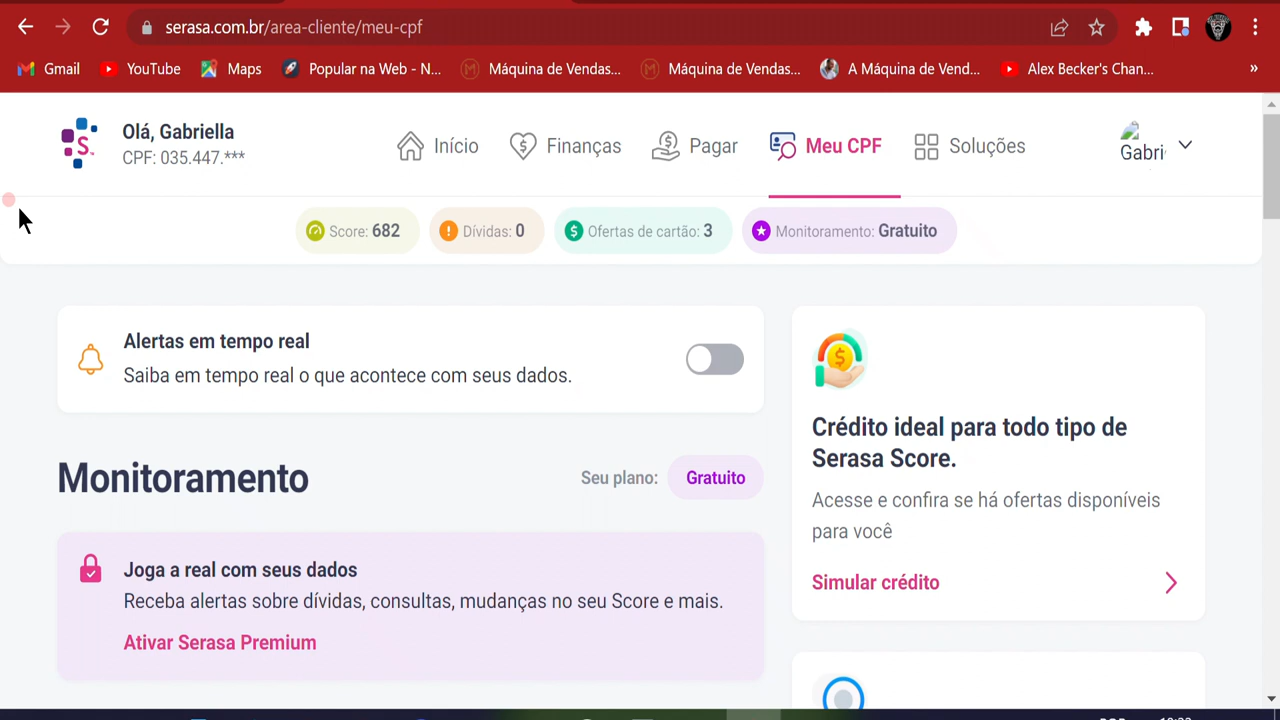 serasa.com.br/area-cliente/meu-cpf
Gmail YouTube Maps Popular na Web - N... Máquina de Vendas... Máquina de Vendas... A Máquina de Vend... Alex Becker's Chan... »
Olá, Gabriella
CPF: 035.447.***
Início Finanças Pagar Meu CPF Soluções Gabri
Score: 682 Dívidas: 0 Ofertas de cartão: 3 Monitoramento: Gratuito
Alertas em tempo real
Saiba em tempo real o que acontece com seus dados.
Monitoramento
Seu plano: Gratuito
Joga a real com seus dados
Receba alertas sobre dívidas, consultas, mudanças no seu Score e mais.
Ativar Serasa Premium
Crédito ideal para todo tipo de
Serasa Score.
Acesse e confira se há ofertas disponíveis
para você
Simular crédito